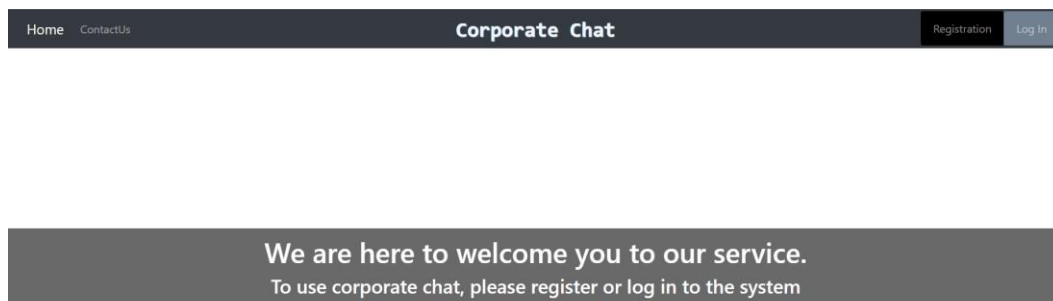 Home ContactUs Corporate Chat Registration Log In
We are here to welcome you to our service.
To use corporate chat, please register or log in to the system